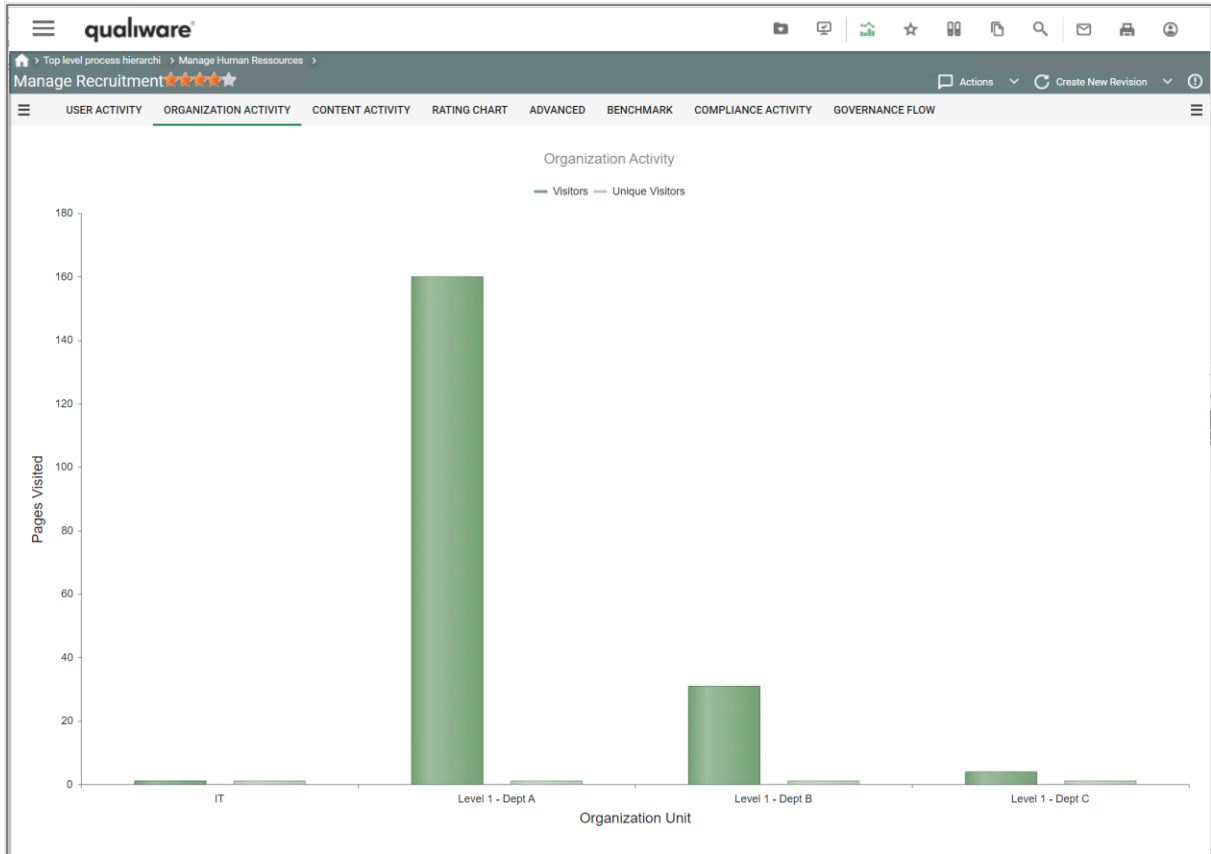 qualiware®
> Top level process hierarchi > Manage Human Ressources >
Manage Recruitment
Actions Create New Revision
USER ACTIVITY ORGANIZATION ACTIVITY CONTENT ACTIVITY RATING CHART ADVANCED BENCHMARK COMPLIANCE ACTIVITY GOVERNANCE FLOW
Organization Activity
Visitors Unique Visitors
180
160
140
120
100
80
60
40
20
0
Pages Visited
IT Level 1 - Dept A Level 1 - Dept B Level 1 - Dept C
Organization Unit